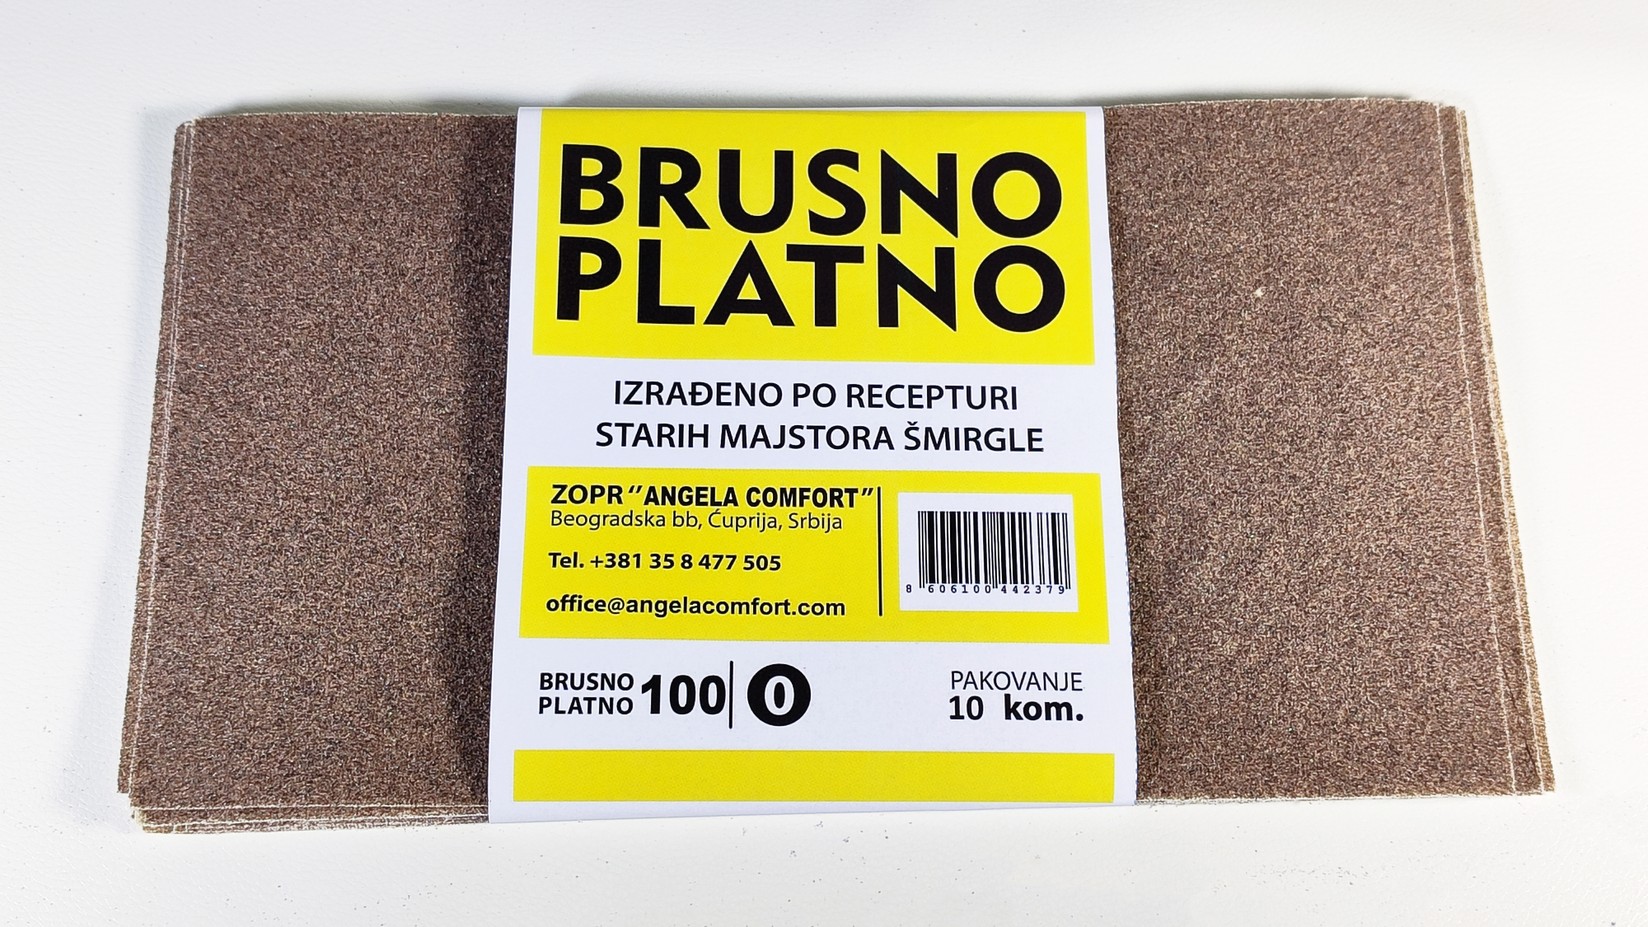 BRUSNO
PLATNO
IZRAĐENO PO RECEPTURI
STARIH MAJSTORA ŠMIRGLE
ZOPR "ANGELA COMFORT"
Beogradska bb, Ćuprija, Srbija
Tel. +381 35 8 477 505
office@angelacomfort.com
8 606100 442379
BRUSNO
PLATNO 100 0
PAKOVANJE
10 kom.